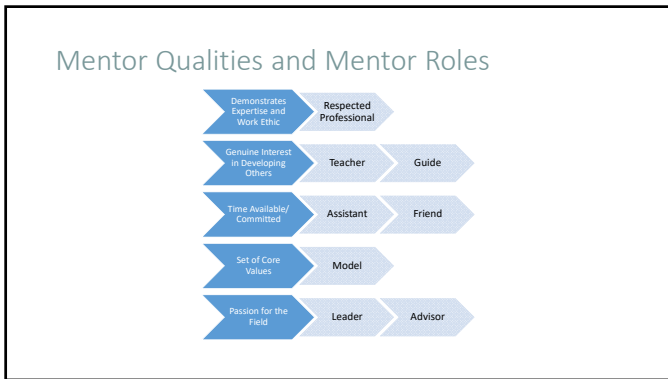 Mentor Qualities and Mentor Roles
Demonstrates
Expertise and
Work Ethic
Respected
Professional
Genuine Interest
in Developing
Others
Teacher
Guide
Time Available/
Committed
Assistant
Friend
Set of Core
Values
Model
Passion for the
Field
Leader
Advisor